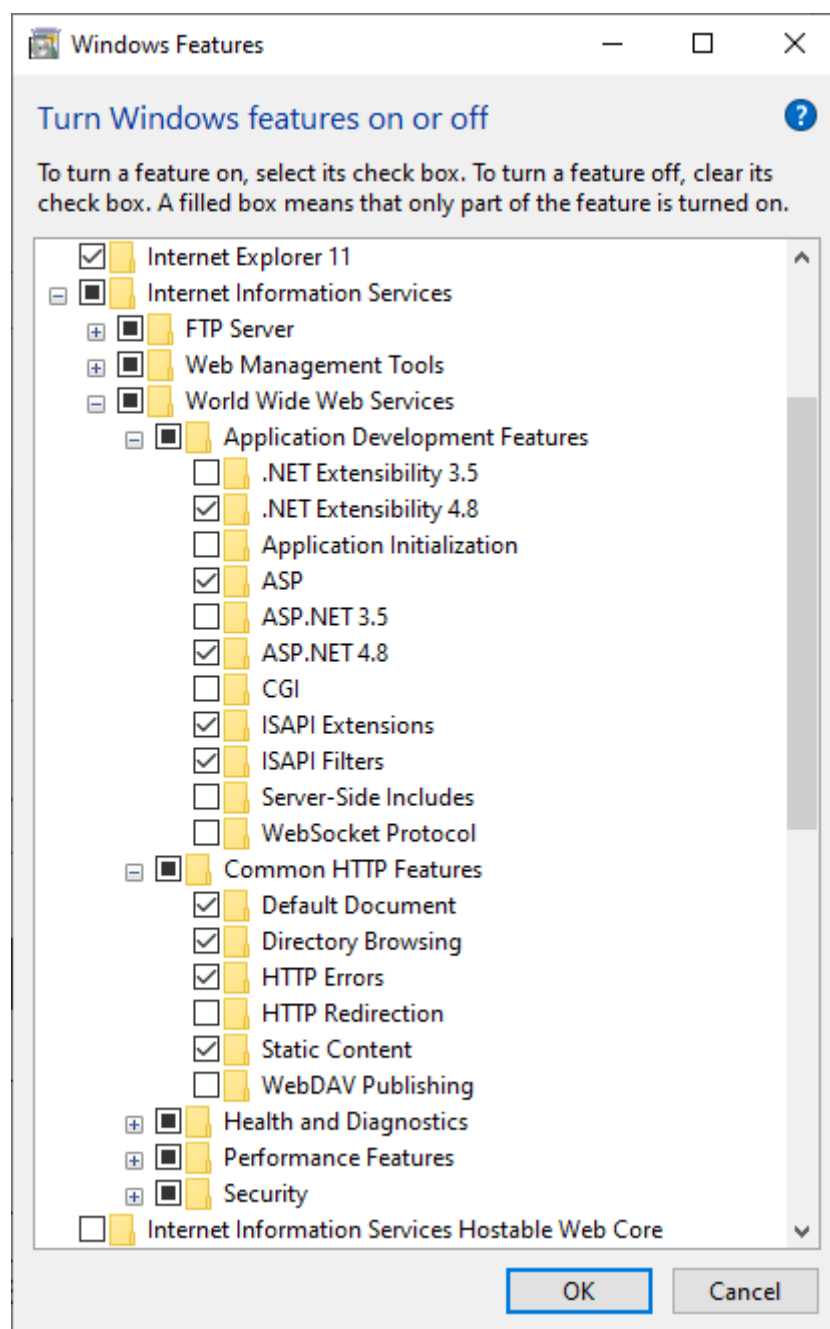 Windows Features
Turn Windows features on or off
To turn a feature on, select its check box. To turn a feature off, clear its
check box. A filled box means that only part of the feature is turned on.
Internet Explorer 11
Internet Information Services
FTP Server
Web Management Tools
World Wide Web Services
Application Development Features
.NET Extensibility 3.5
.NET Extensibility 4.8
Application Initialization
ASP
ASP.NET 3.5
ASP.NET 4.8
CGI
ISAPI Extensions
ISAPI Filters
Server-Side Includes
WebSocket Protocol
Common HTTP Features
Default Document
Directory Browsing
HTTP Errors
HTTP Redirection
Static Content
WebDAV Publishing
Health and Diagnostics
Performance Features
Security
Internet Information Services Hostable Web Core
OK Cancel